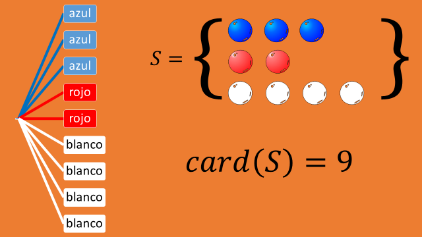 azul
azul
azul
rojo
rojo
blanco
blanco
blanco
blanco
S = { }
card(S) = 9